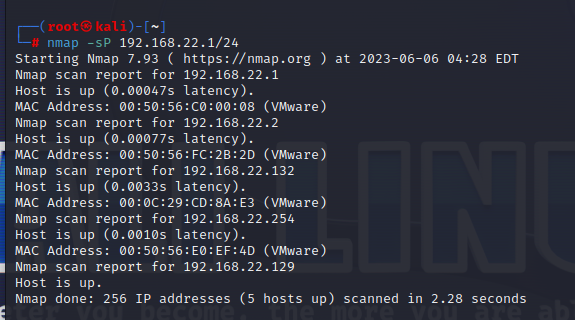 ┌──(root㉿kali)-[~]
└─# nmap -sP 192.168.22.1/24
Starting Nmap 7.93 ( https://nmap.org ) at 2023-06-06 04:28 EDT
Nmap scan report for 192.168.22.1
Host is up (0.00047s latency).
MAC Address: 00:50:56:C0:00:08 (VMware)
Nmap scan report for 192.168.22.2
Host is up (0.00077s latency).
MAC Address: 00:50:56:FC:2B:2D (VMware)
Nmap scan report for 192.168.22.132
Host is up (0.0033s latency).
MAC Address: 00:0C:29:CD:8A:E3 (VMware)
Nmap scan report for 192.168.22.254
Host is up (0.0010s latency).
MAC Address: 00:50:56:E0:EF:4D (VMware)
Nmap scan report for 192.168.22.129
Host is up.
Nmap done: 256 IP addresses (5 hosts up) scanned in 2.28 seconds
you become, the more you are